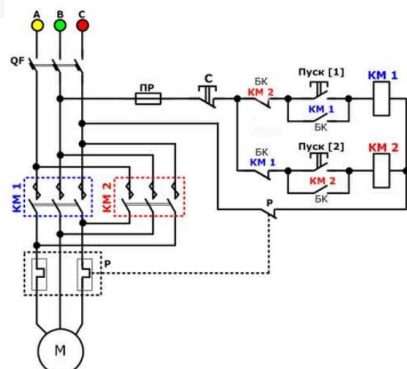 A B C
QF
ПР
С
БК
КМ 2
Пуск [1]
КМ 1
КМ 1
БК
БК
КМ 1
Пуск [2]
КМ 2
КМ 2
БК
КМ 1
КМ 2
Р
Р
М